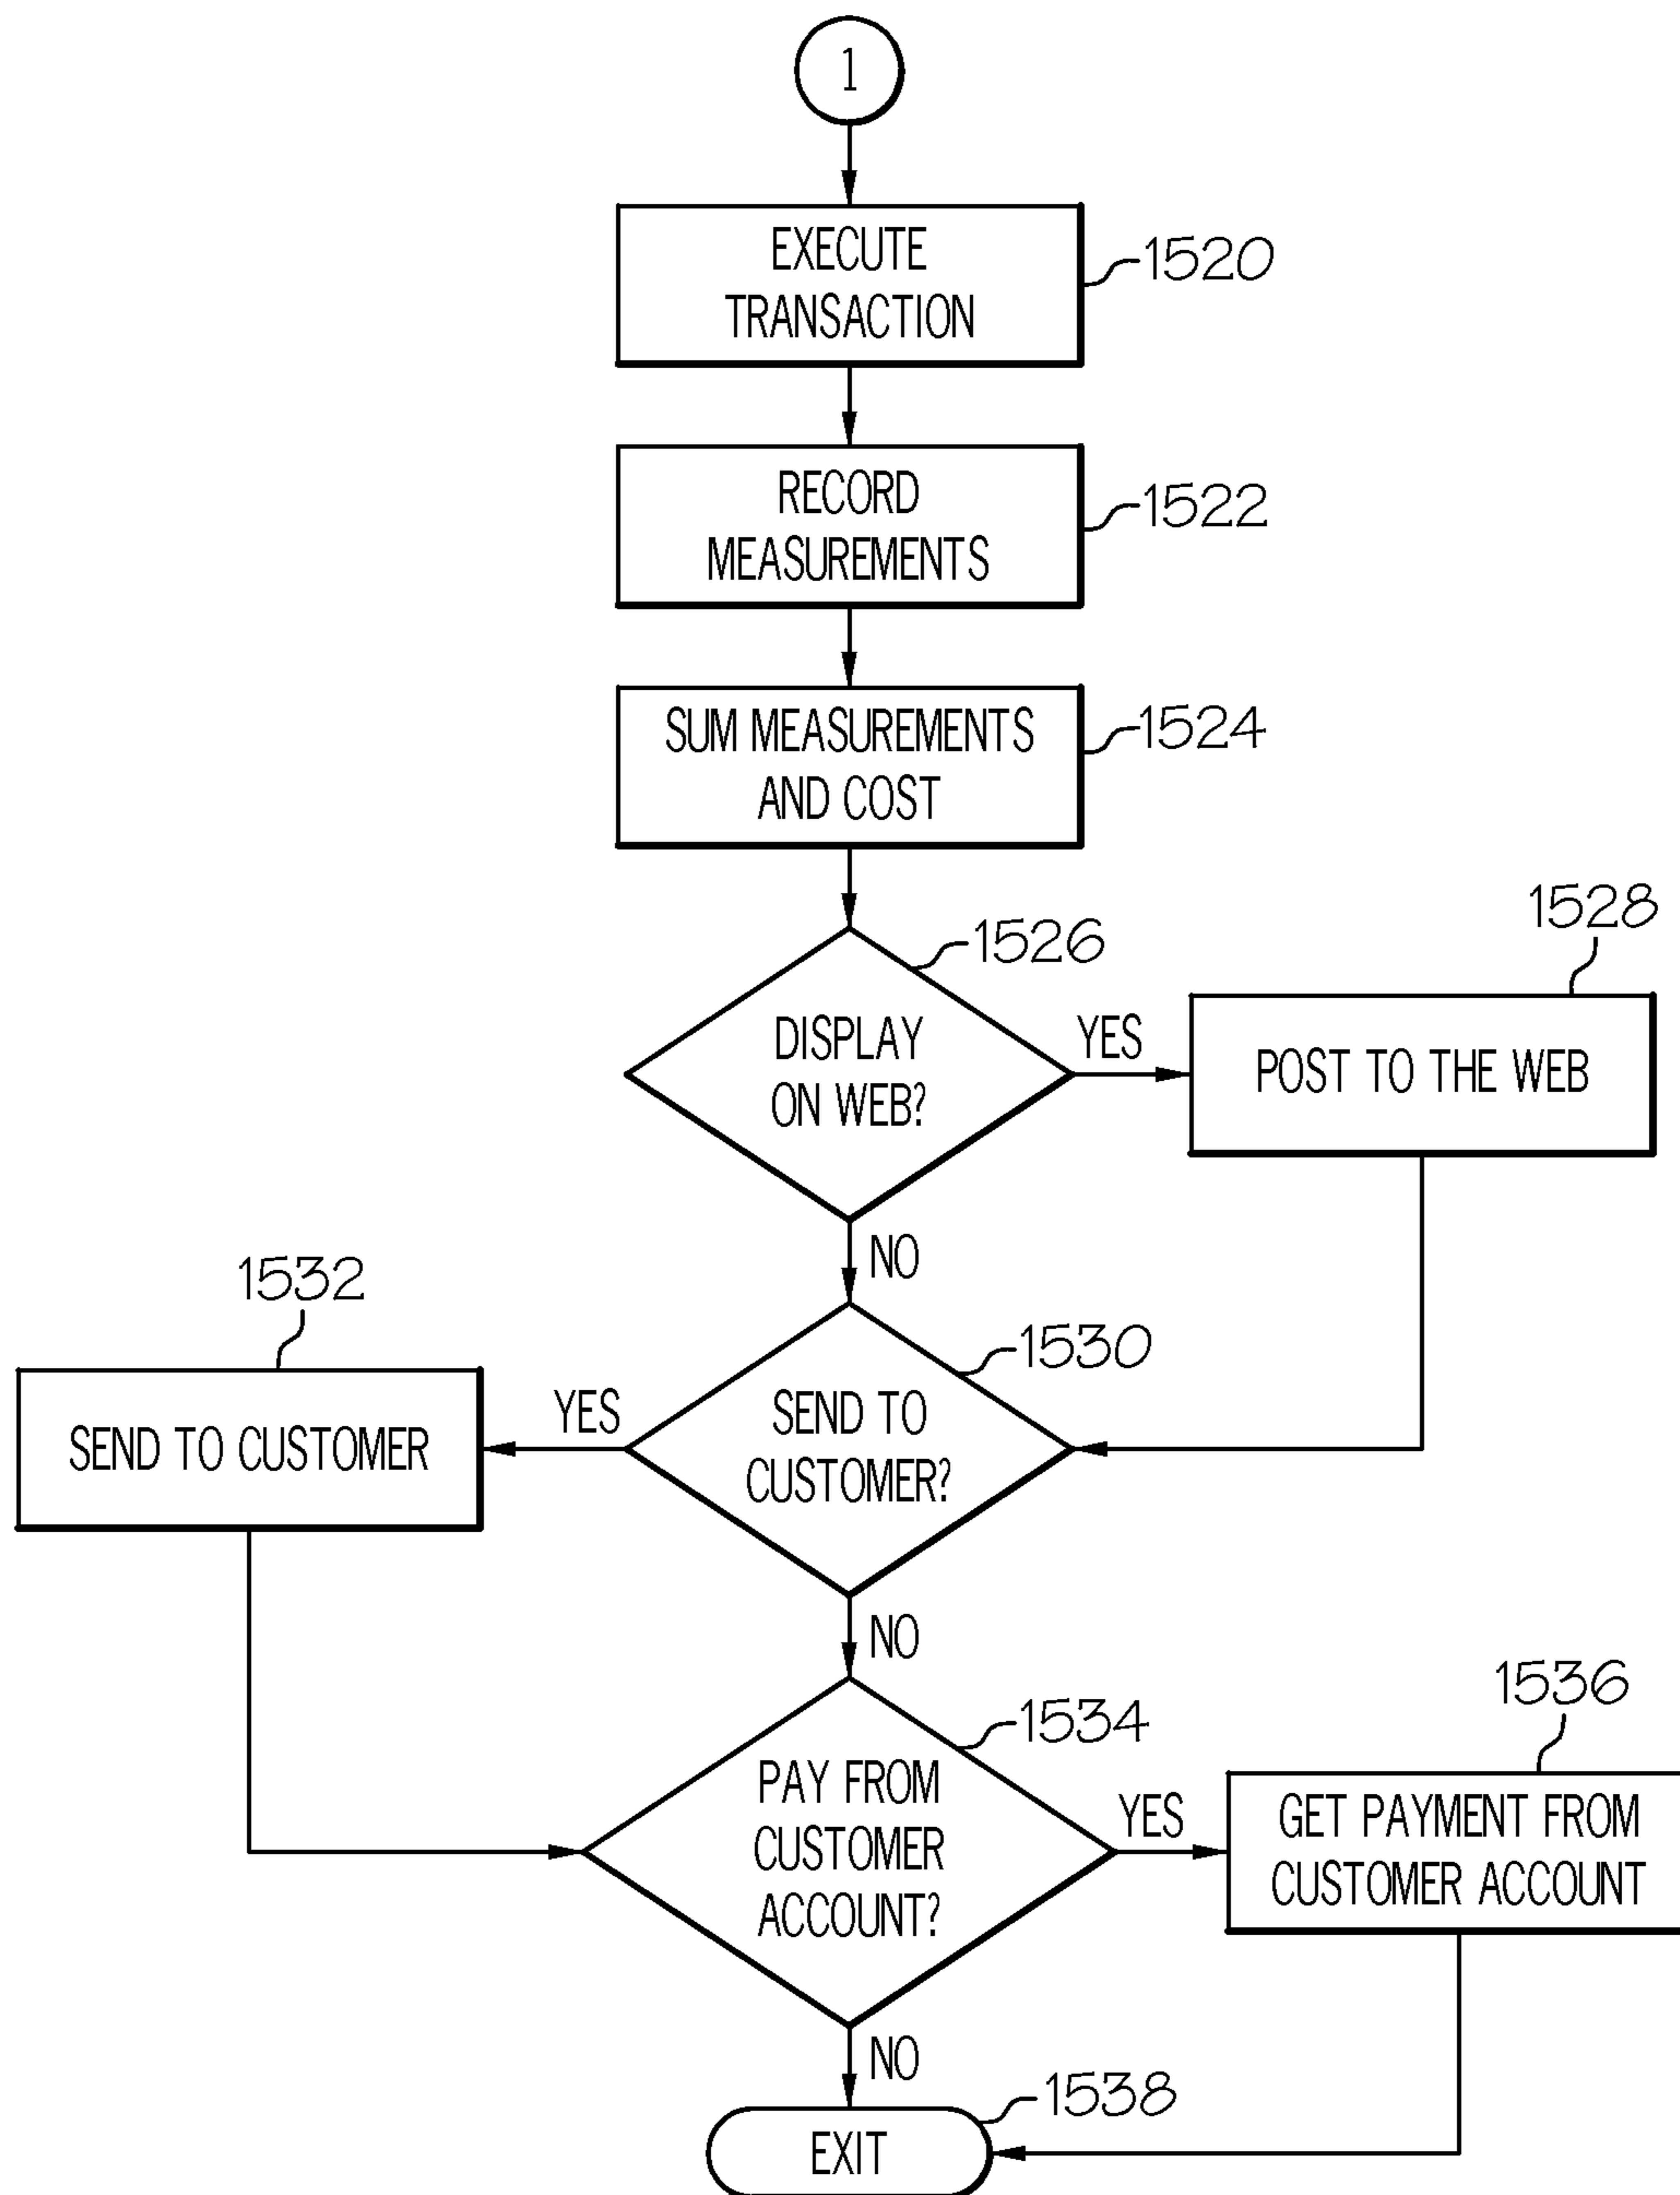 1
EXECUTE
TRANSACTION
1520
RECORD
MEASUREMENTS
1522
SUM MEASUREMENTS
AND COST
1524
1526
DISPLAY
ON WEB?
YES
1528
POST TO THE WEB
NO
1532
SEND TO CUSTOMER
YES
1530
SEND TO
CUSTOMER?
NO
1534
PAY FROM
CUSTOMER
ACCOUNT?
YES
1536
GET PAYMENT FROM
CUSTOMER ACCOUNT
NO
1538
EXIT